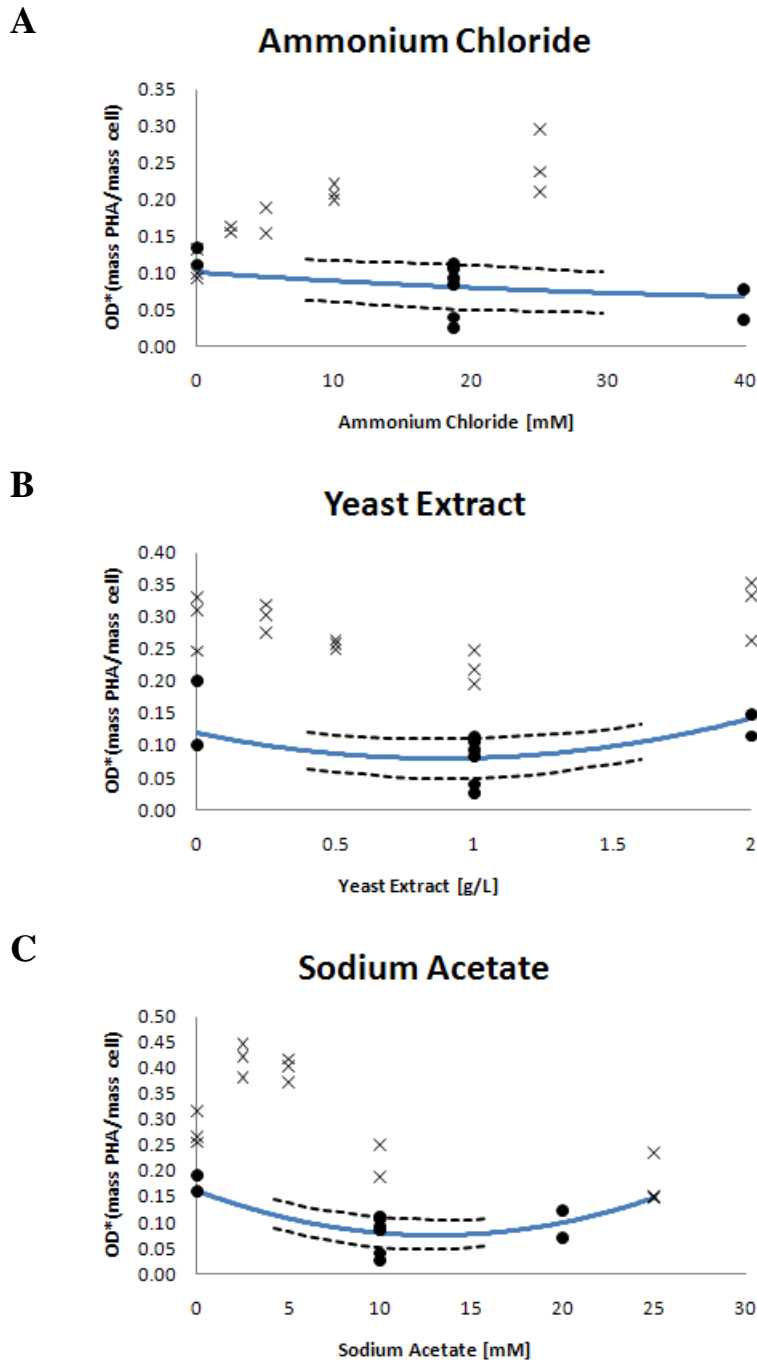 A
Ammonium Chloride
OD*(mass PHA/mass cell)
0.35
0.30
0.25
0.20
0.15
0.10
0.05
0.00
0 10 20 30 40
Ammonium Chloride [mM]
B
Yeast Extract
OD*(mass PHA/mass cell)
0.40
0.35
0.30
0.25
0.20
0.15
0.10
0.05
0.00
0 0.5 1 1.5 2
Yeast Extract [g/L]
C
Sodium Acetate
OD*(mass PHA/mass cell)
0.50
0.45
0.40
0.35
0.30
0.25
0.20
0.15
0.10
0.05
0.00
0 5 10 15 20 25 30
Sodium Acetate [mM]